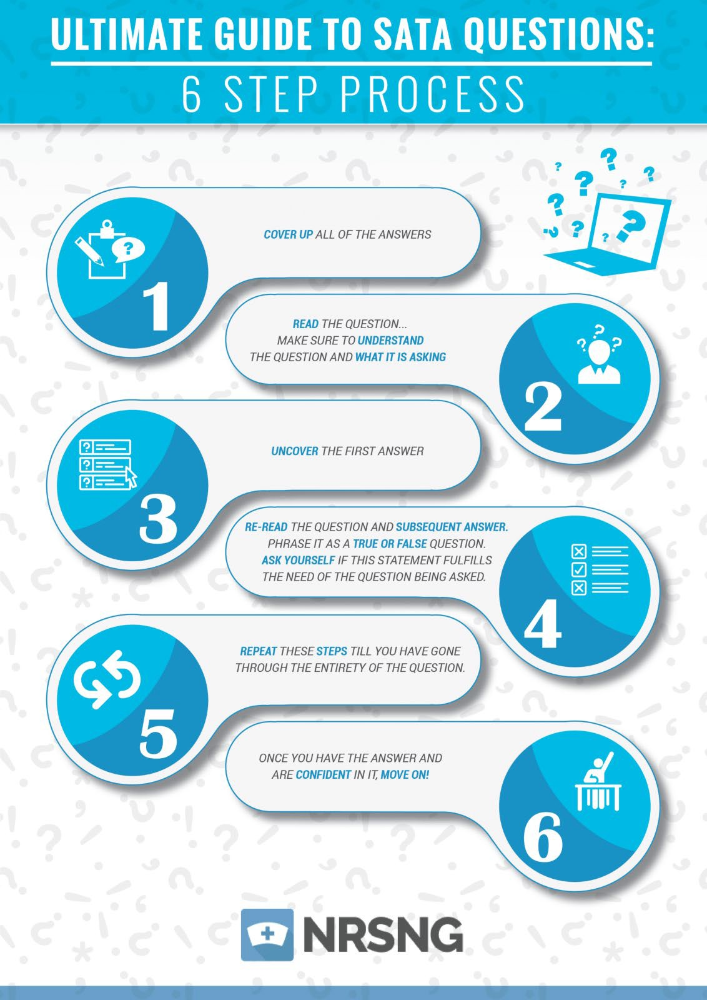 ULTIMATE GUIDE TO SATA QUESTIONS:
6 STEP PROCESS
COVER UP ALL OF THE ANSWERS
1
READ THE QUESTION...
MAKE SURE TO UNDERSTAND
THE QUESTION AND WHAT IT IS ASKING
2
UNCOVER THE FIRST ANSWER
3
RE-READ THE QUESTION AND SUBSEQUENT ANSWER.
PHRASE IT AS A TRUE OR FALSE QUESTION.
ASK YOURSELF IF THIS STATEMENT FULFILLS
THE NEED OF THE QUESTION BEING ASKED.
4
REPEAT THESE STEPS TILL YOU HAVE GONE
THROUGH THE ENTIRETY OF THE QUESTION.
5
ONCE YOU HAVE THE ANSWER AND
ARE CONFIDENT IN IT, MOVE ON!
6
NRSNG